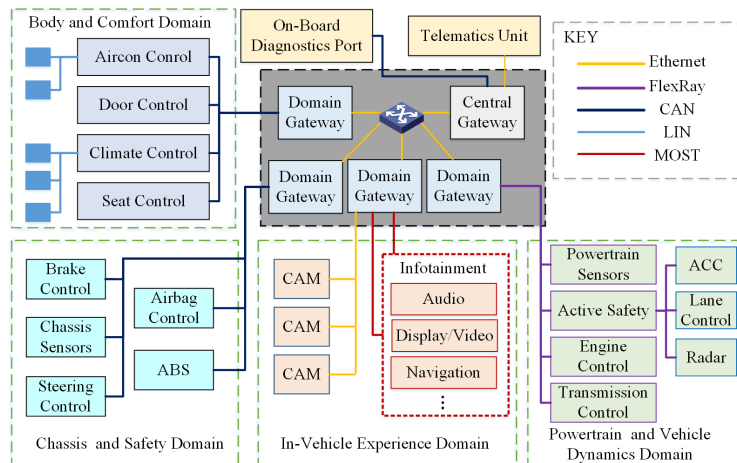 Body and Comfort Domain
Aircon Conrol
Door Control
Climate Control
Seat Control
On-Board
Diagnostics Port
Telematics Unit
KEY
Ethernet
FlexRay
CAN
LIN
MOST
Domain
Gateway
Central
Gateway
Domain
Gateway
Domain
Gateway
Domain
Gateway
Brake
Control
Chassis
Sensors
Steering
Control
Airbag
Control
ABS
Chassis and Safety Domain
CAM
CAM
CAM
Infotainment
Audio
Display/Video
Navigation
⋮
In-Vehicle Experience Domain
Powertrain
Sensors
Active Safety
Engine
Control
Transmission
Control
ACC
Lane
Control
Radar
Powertrain and Vehicle
Dynamics Domain